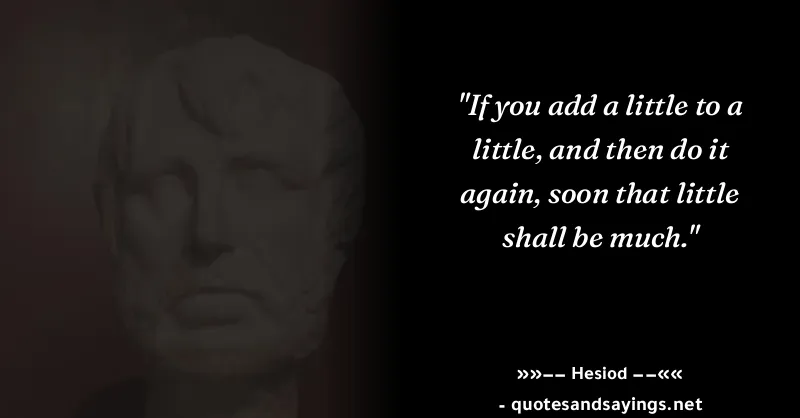 "If you add a little to a
little, and then do it
again, soon that little
shall be much."
»»–– Hesiod ––««
- quotesandsayings.net